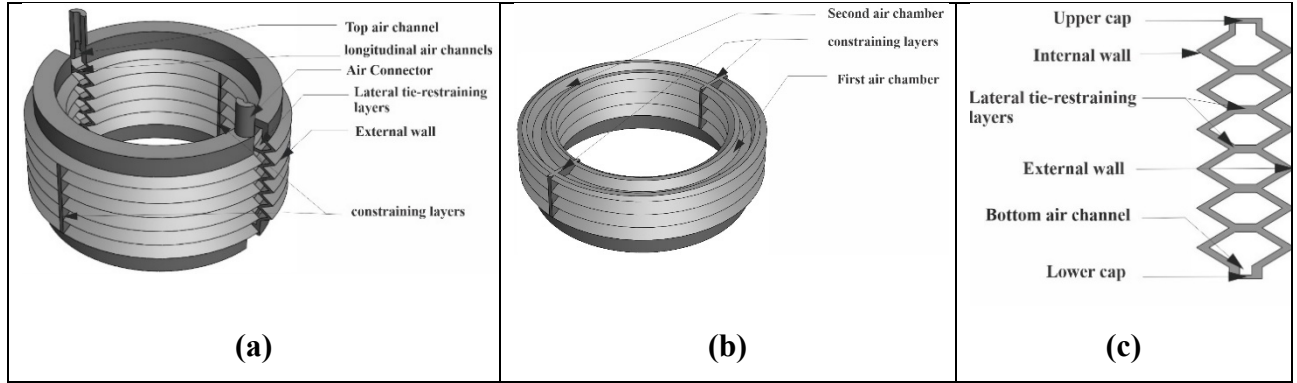 Top air channel
longitudinal air channels
Air Connector
Lateral tie-restraining
layers
External wall
constraining layers
(a)
Second air chamber
constraining layers
First air chamber
(b)
Upper cap
Internal wall
Lateral tie-restraining
layers
External wall
Bottom air channel
Lower cap
(c)